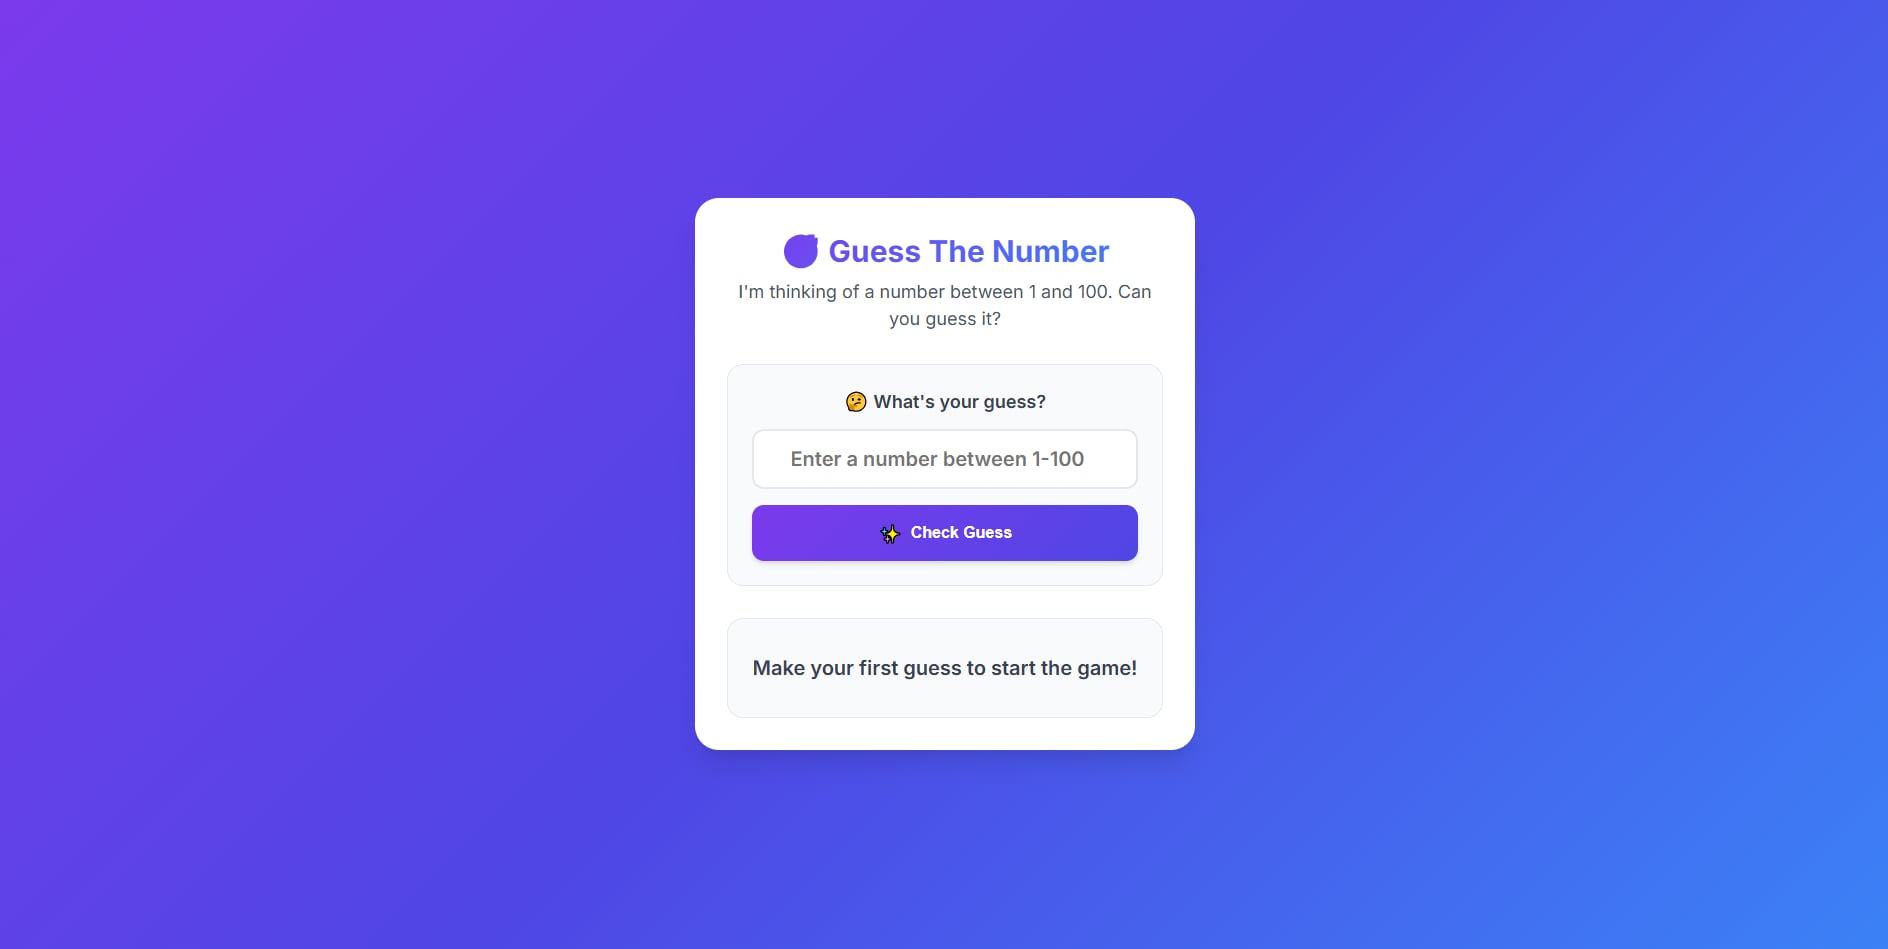 Guess The Number
I'm thinking of a number between 1 and 100. Can
you guess it?
🤔 What's your guess?
Enter a number between 1-100
✨ Check Guess
Make your first guess to start the game!